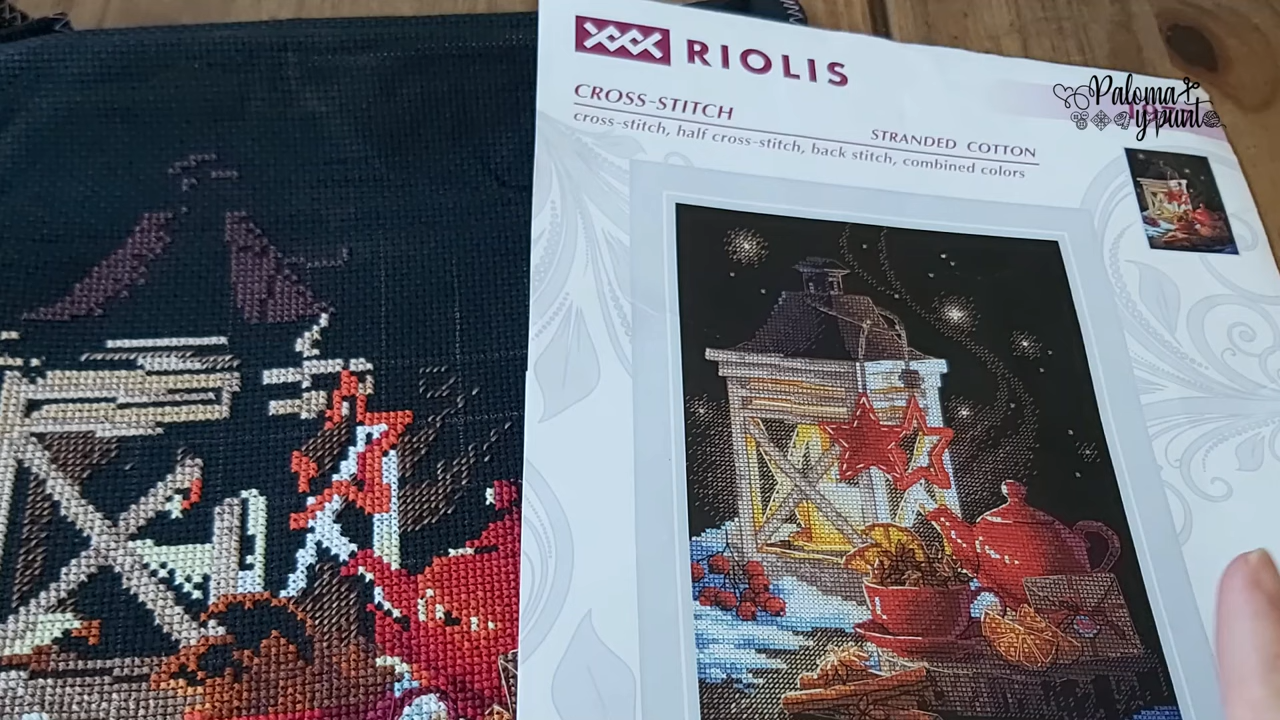 RIOLIS
CROSS-STITCH
STRANDED COTTON
cross-stitch, half cross-stitch, back stitch, combined colors
Paloma
y punto